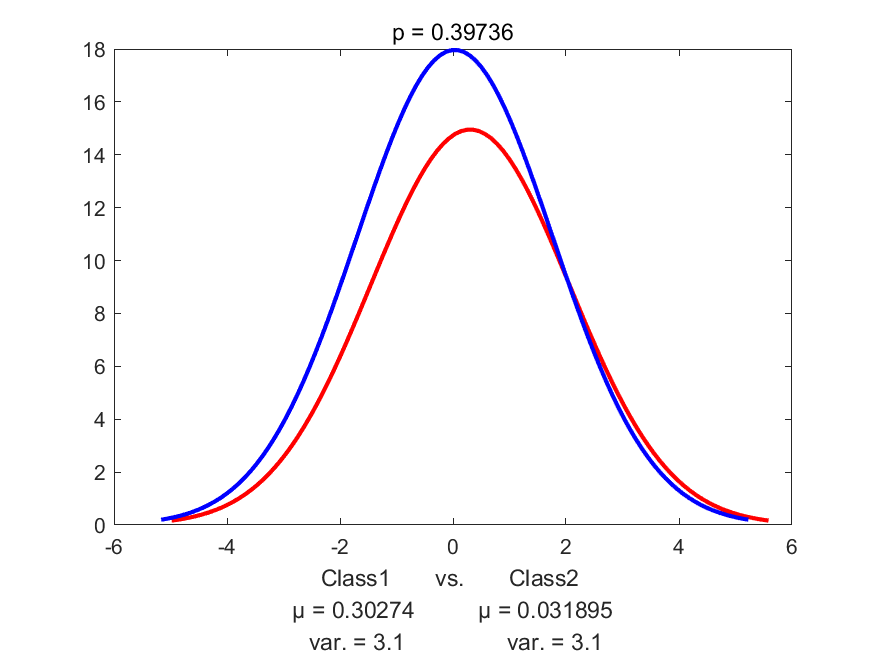 p = 0.39736
18
16
14
12
10
8
6
4
2
0
-6 -4 -2 0 2 4 6
Class1 vs. Class2
μ = 0.30274 μ = 0.031895
var. = 3.1 var. = 3.1